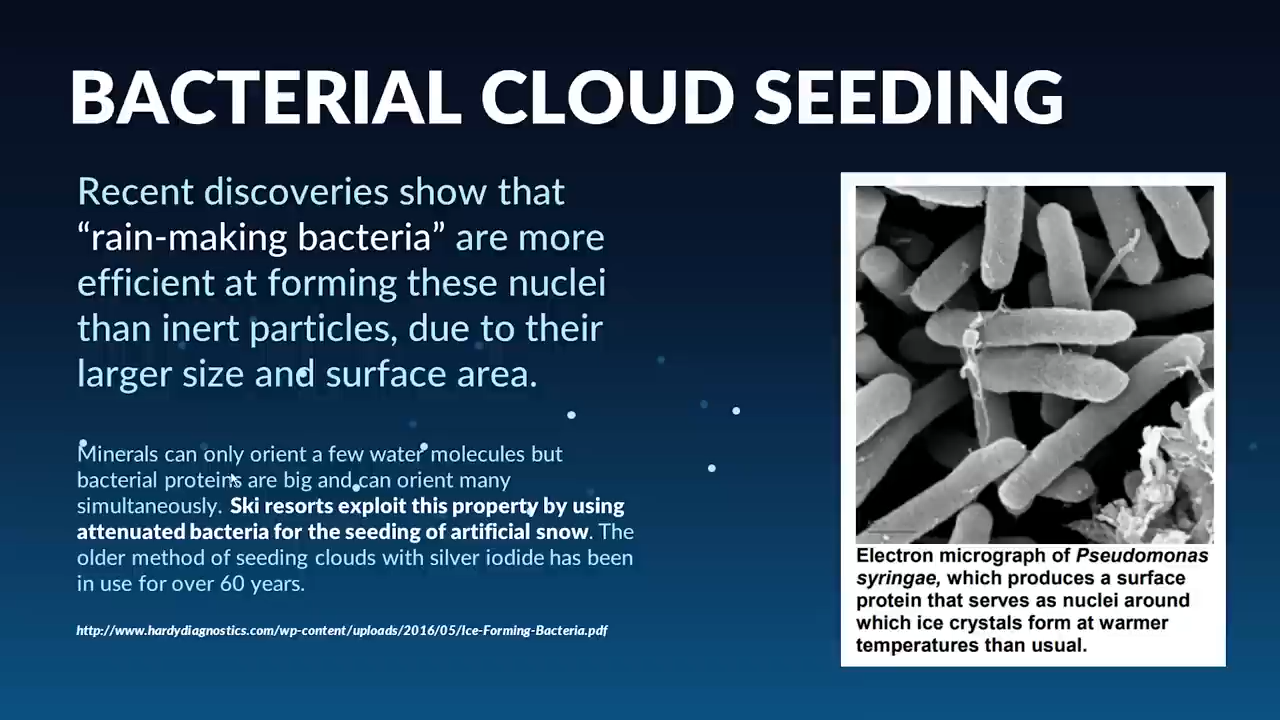 BACTERIAL CLOUD SEEDING
Recent discoveries show that
“rain-making bacteria” are more
efficient at forming these nuclei
than inert particles, due to their
larger size and surface area.
Minerals can only orient a few water molecules but
bacterial proteins are big and can orient many
simultaneously. Ski resorts exploit this property by using
attenuated bacteria for the seeding of artificial snow. The
older method of seeding clouds with silver iodide has been
in use for over 60 years.
http://www.hardydiagnostics.com/wp-content/uploads/2016/05/Ice-Forming-Bacteria.pdf
Electron micrograph of Pseudomonas
syringae, which produces a surface
protein that serves as nuclei around
which ice crystals form at warmer
temperatures than usual.